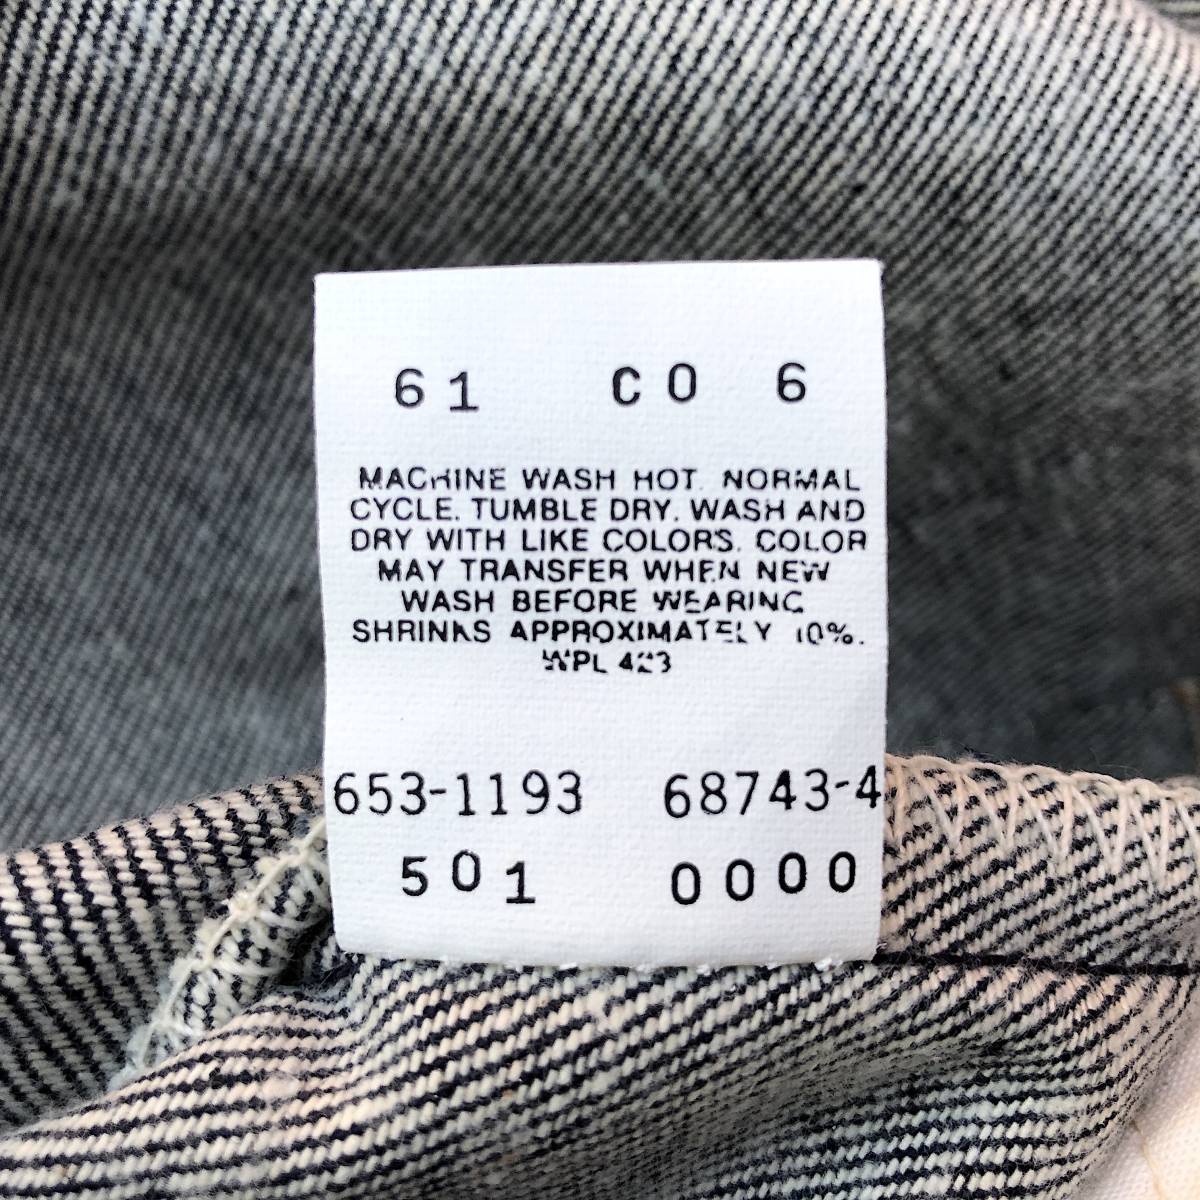 61 CO 6
MACHINE WASH HOT. NORMAL
CYCLE. TUMBLE DRY. WASH AND
DRY WITH LIKE COLORS. COLOR
MAY TRANSFER WHEN NEW
WASH BEFORE WEARING
SHRINKS APPROXIMATELY 10%.
WPL 423
653-1193 68743-4
501 0000